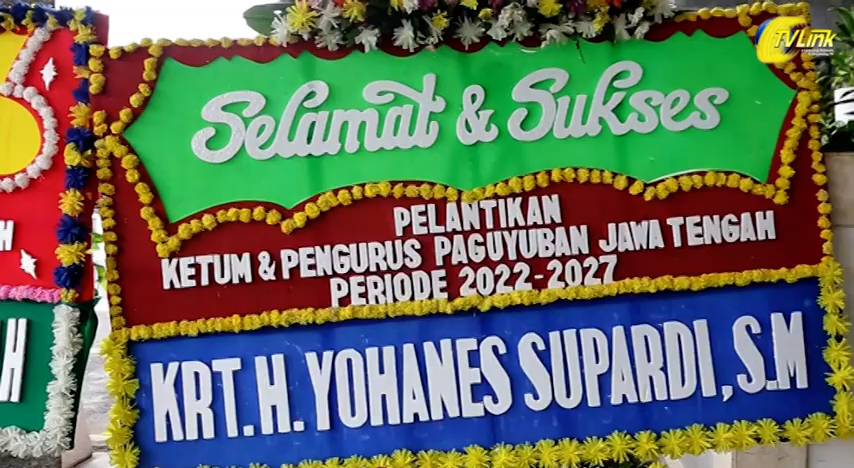 TVLink
Selamat & Sukses
PELANTIKAN
KETUM & PENGURUS PAGUYUBAN JAWA TENGAH
PERIODE 2022-2027
KRT. H. YOHANES SUPARDI, S.M
H
H